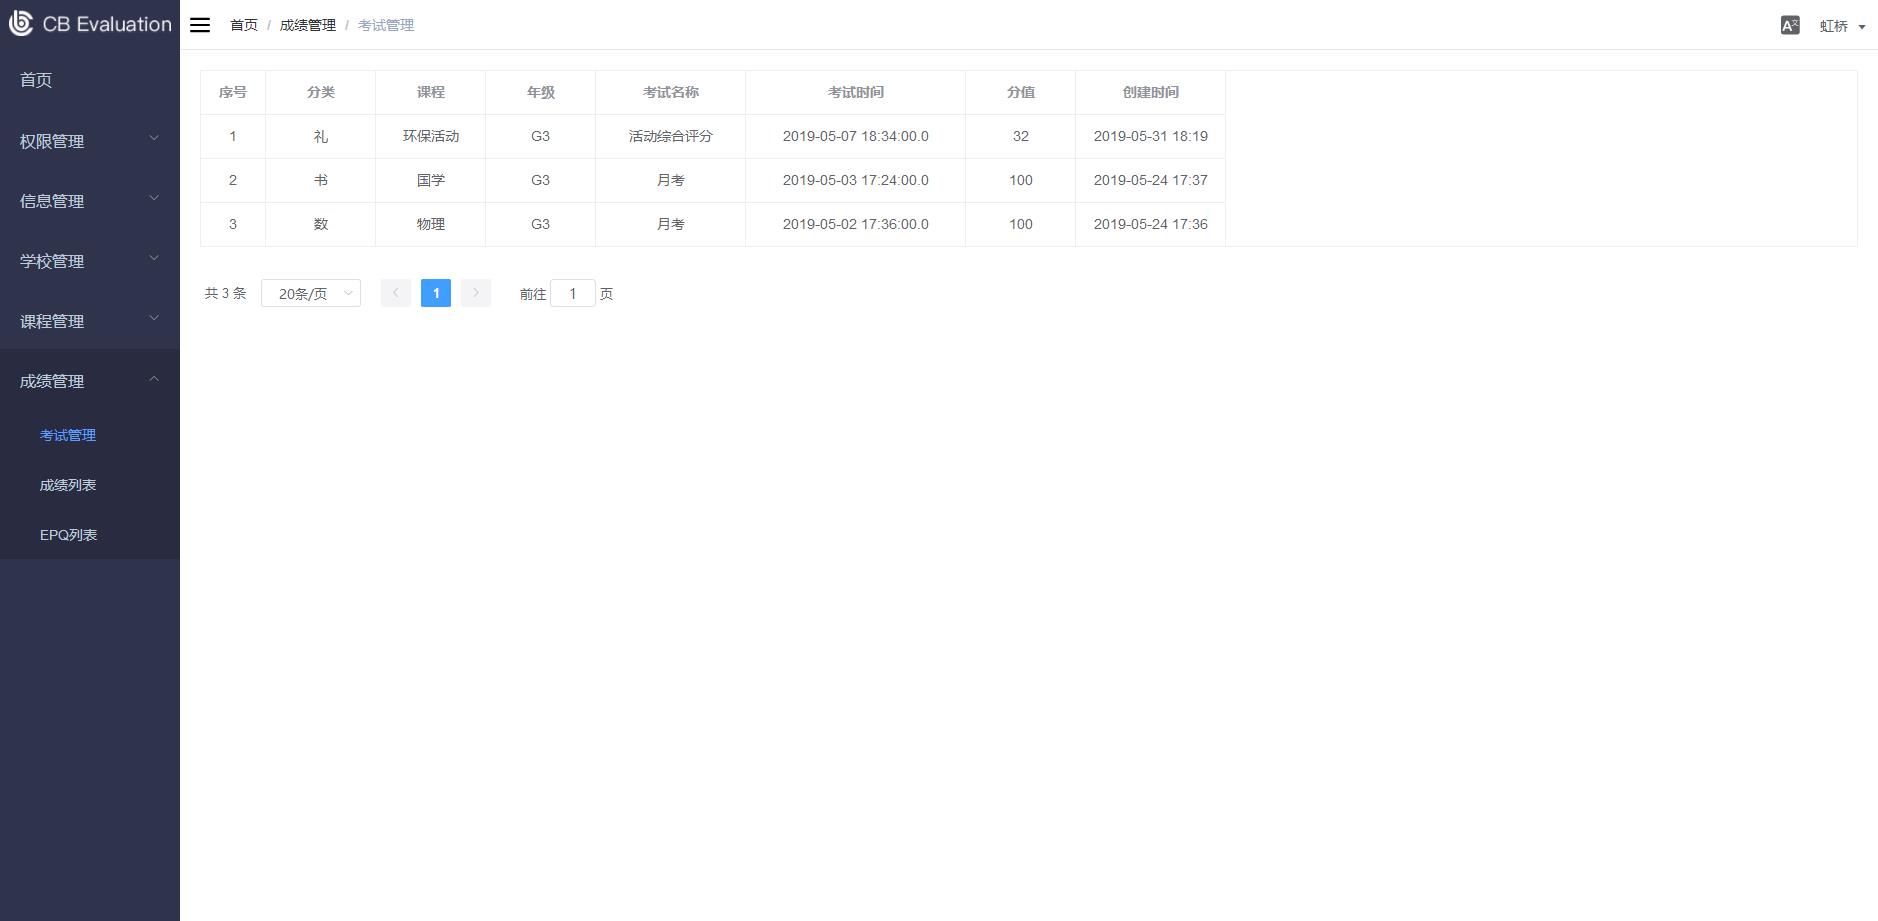 CB Evaluation
首页 / 成绩管理 / 考试管理
虹桥
首页
权限管理
信息管理
学校管理
课程管理
成绩管理
考试管理
成绩列表
EPQ列表
序号 分类 课程 年级 考试名称 考试时间 分值 创建时间
1 礼 环保活动 G3 活动综合评分 2019-05-07 18:34:00.0 32 2019-05-31 18:19
2 书 国学 G3 月考 2019-05-03 17:24:00.0 100 2019-05-24 17:37
3 数 物理 G3 月考 2019-05-02 17:36:00.0 100 2019-05-24 17:36
共 3 条 20条/页 1 前往 1 页